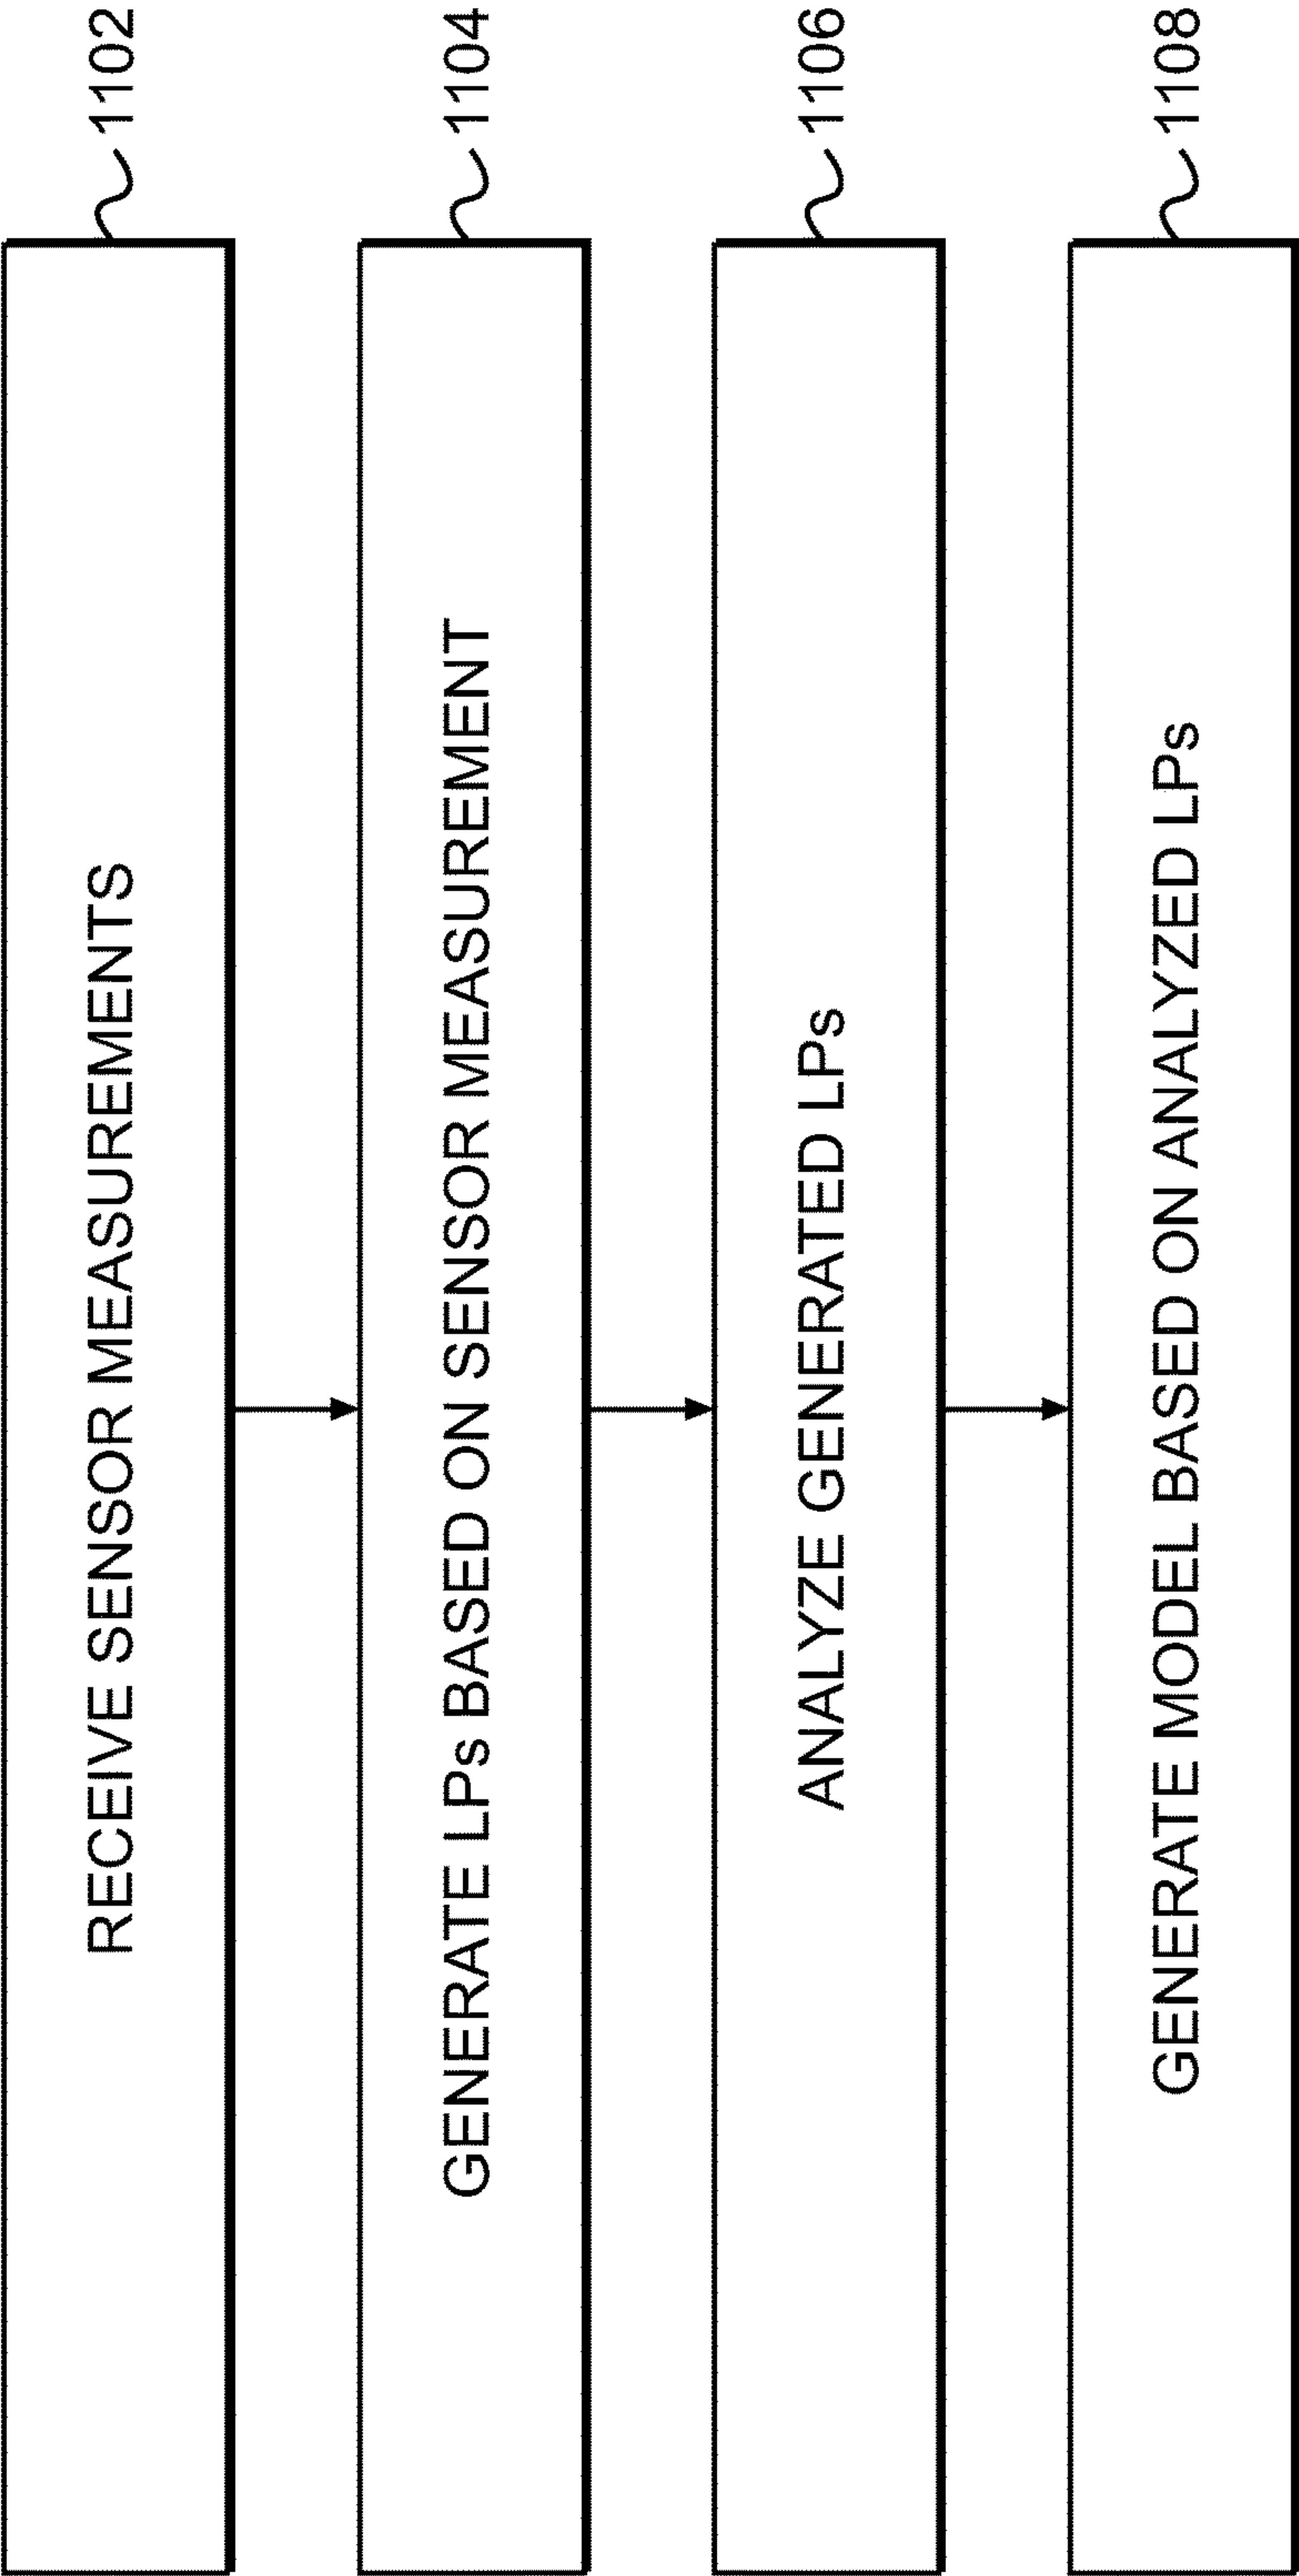 RECEIVE SENSOR MEASUREMENTS
1102
GENERATE LPs BASED ON SENSOR MEASUREMENT
1104
ANALYZE GENERATED LPs
1106
GENERATE MODEL BASED ON ANALYZED LPs
1108